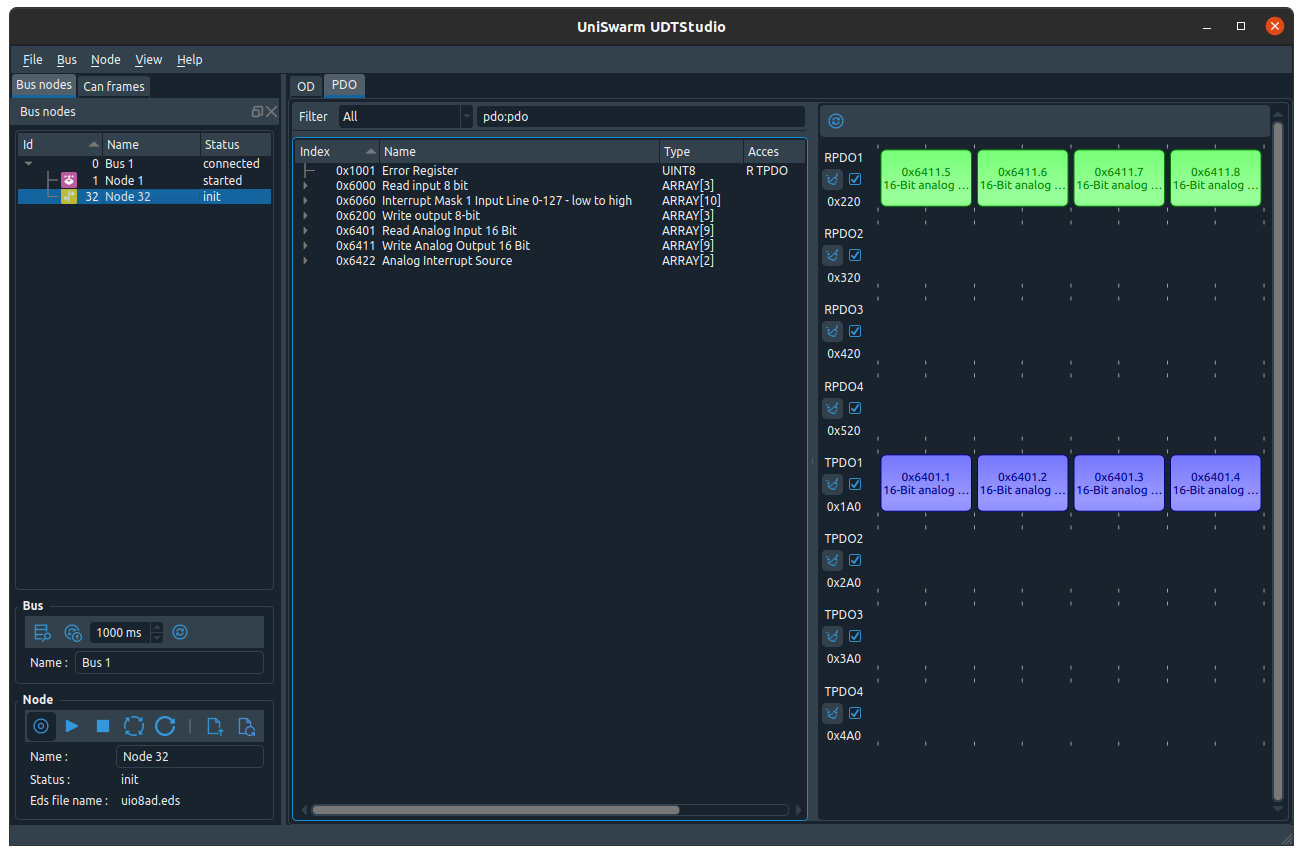 UniSwarm UDTStudio
File Bus Node View Help
Bus nodes Can frames
Bus nodes
Id Name Status
0 Bus 1 connected
1 Node 1 started
32 Node 32 init
Bus
1000 ms
Name : Bus 1
Node
Name : Node 32
Status : init
Eds file name : uio8ad.eds
OD PDO
Filter All pdo:pdo
Index Name Type Acces
0x1001 Error Register UINT8 R TPDO
0x6000 Read input 8 bit ARRAY[3]
0x6060 Interrupt Mask 1 Input Line 0-127 - low to high ARRAY[10]
0x6200 Write output 8-bit ARRAY[3]
0x6401 Read Analog Input 16 Bit ARRAY[9]
0x6411 Write Analog Output 16 Bit ARRAY[9]
0x6422 Analog Interrupt Source ARRAY[2]
RPDO1
0x6411.5 0x6411.6 0x6411.7 0x6411.8
16-Bit analog ... 16-Bit analog ... 16-Bit analog ... 16-Bit analog ...
0x220
RPDO2
0x320
RPDO3
0x420
RPDO4
0x520
TPDO1
0x6401.1 0x6401.2 0x6401.3 0x6401.4
16-Bit analog ... 16-Bit analog ... 16-Bit analog ... 16-Bit analog ...
0x1A0
TPDO2
0x2A0
TPDO3
0x3A0
TPDO4
0x4A0